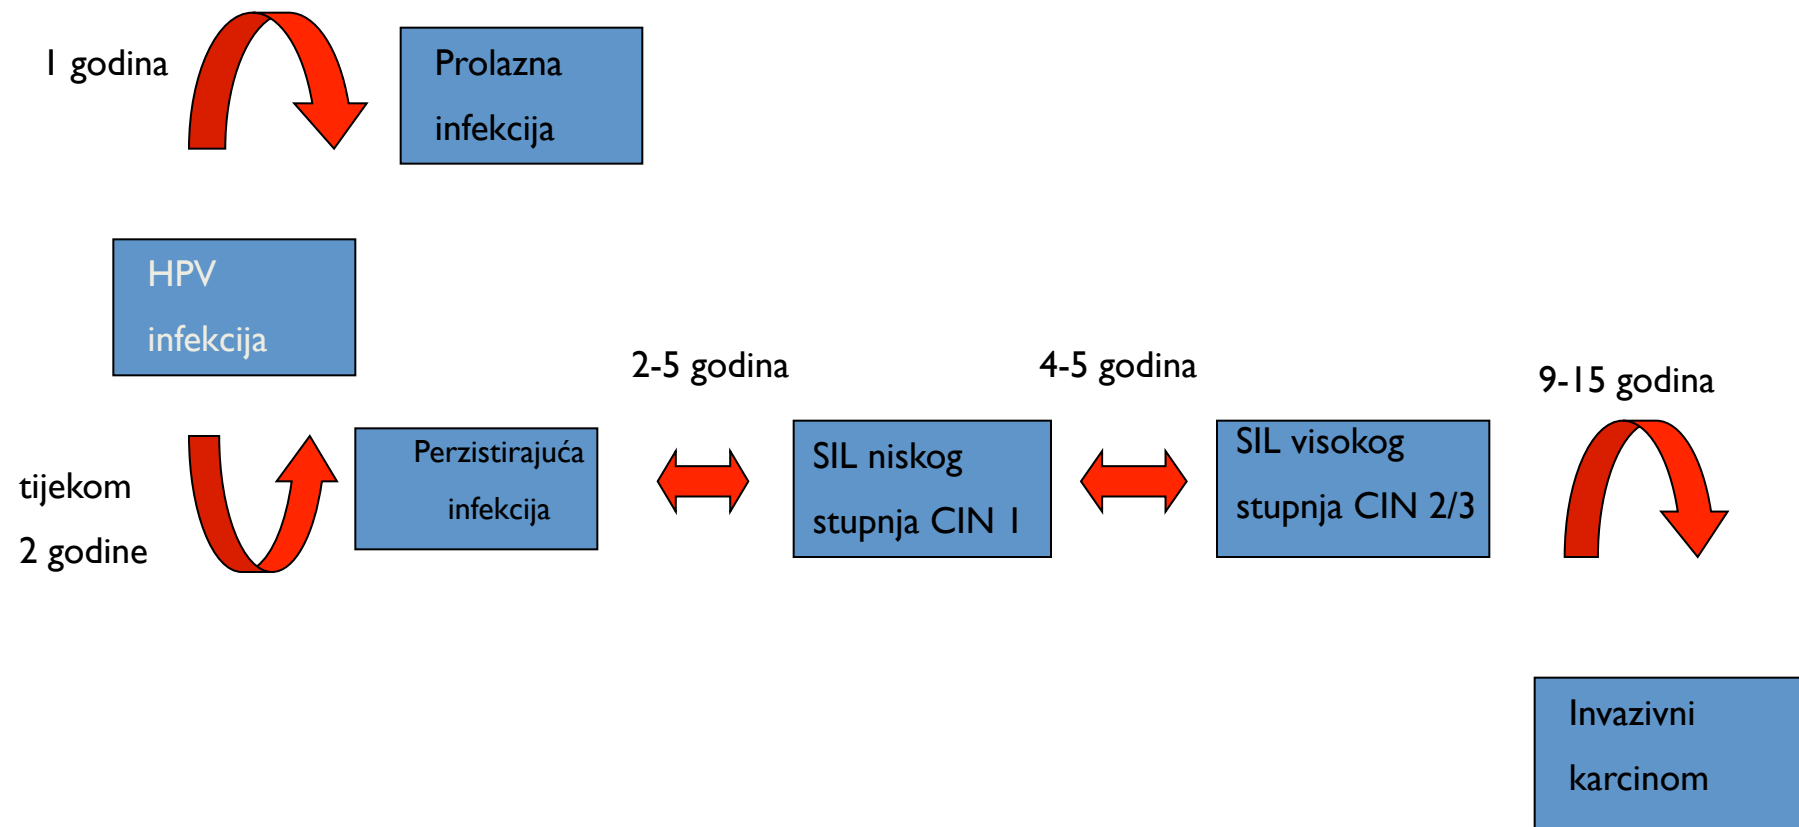 1 godina
Prolazna
infekcija
HPV
infekcija
2-5 godina
4-5 godina
9-15 godina
tijekom
2 godine
Perzistirajuća
infekcija
SIL niskog
stupnja CIN 1
SIL visokog
stupnja CIN 2/3
Invazivni
karcinom